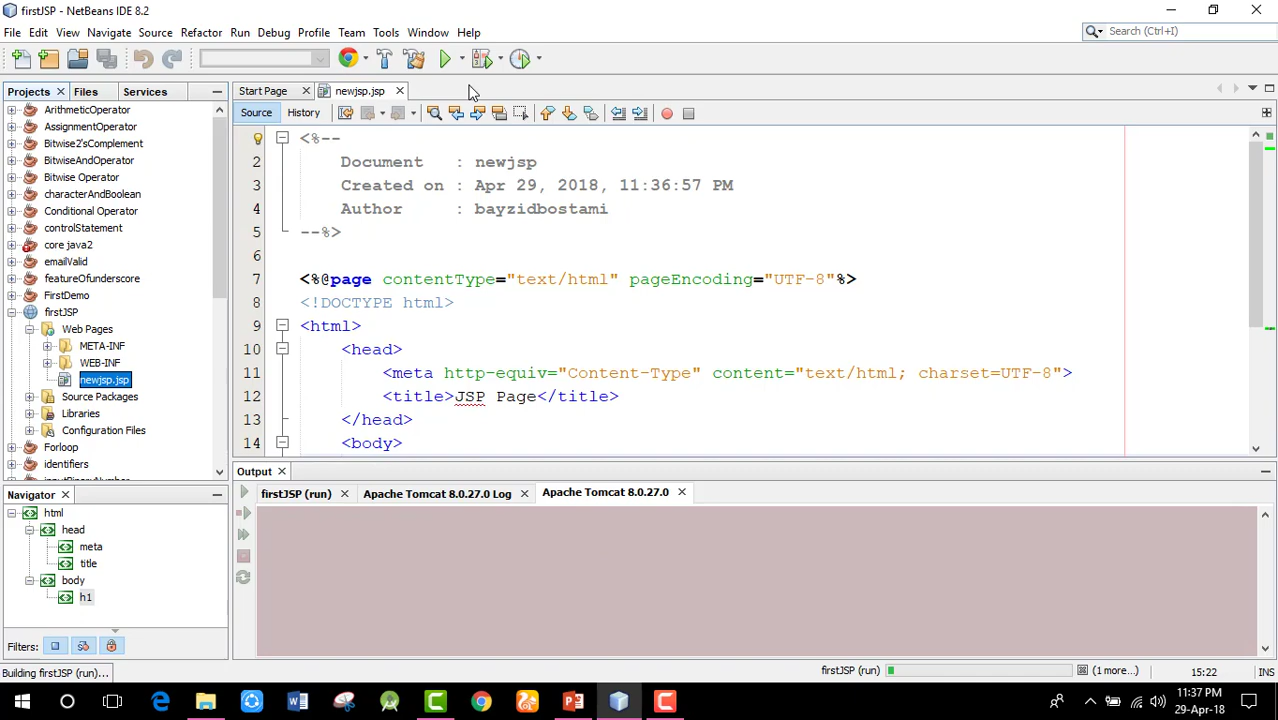 firstJSP - NetBeans IDE 8.2
File Edit View Navigate Source Refactor Run Debug Profile Team Tools Window Help
Search (Ctrl+I)
Projects Files Services
Start Page newjsp.jsp
Source History
ArithmeticOperator
AssignmentOperator
Bitwise2'sComplement
BitwiseAndOperator
Bitwise Operator
characterAndBoolean
Conditional Operator
controlStatement
core java2
emailValid
featureOfunderscore
FirstDemo
firstJSP
Web Pages
META-INF
WEB-INF
newjsp.jsp
Source Packages
Libraries
Configuration Files
Forloop
identifiers
<%--
2 Document : newjsp
3 Created on : Apr 29, 2018, 11:36:57 PM
4 Author : bayzidbostami
5 --%>
6
7 <%@page contentType="text/html" pageEncoding="UTF-8"%>
8 <!DOCTYPE html>
9 <html>
10 <head>
11 <meta http-equiv="Content-Type" content="text/html; charset=UTF-8">
12 <title>JSP Page</title>
13 </head>
14 <body>
Output
firstJSP (run) Apache Tomcat 8.0.27.0 Log Apache Tomcat 8.0.27.0
Navigator
html
head
meta
title
body
h1
Filters:
Building firstJSP (run)...
firstJSP (run) (1 more...) 15:22 INS
11:37 PM
29-Apr-18